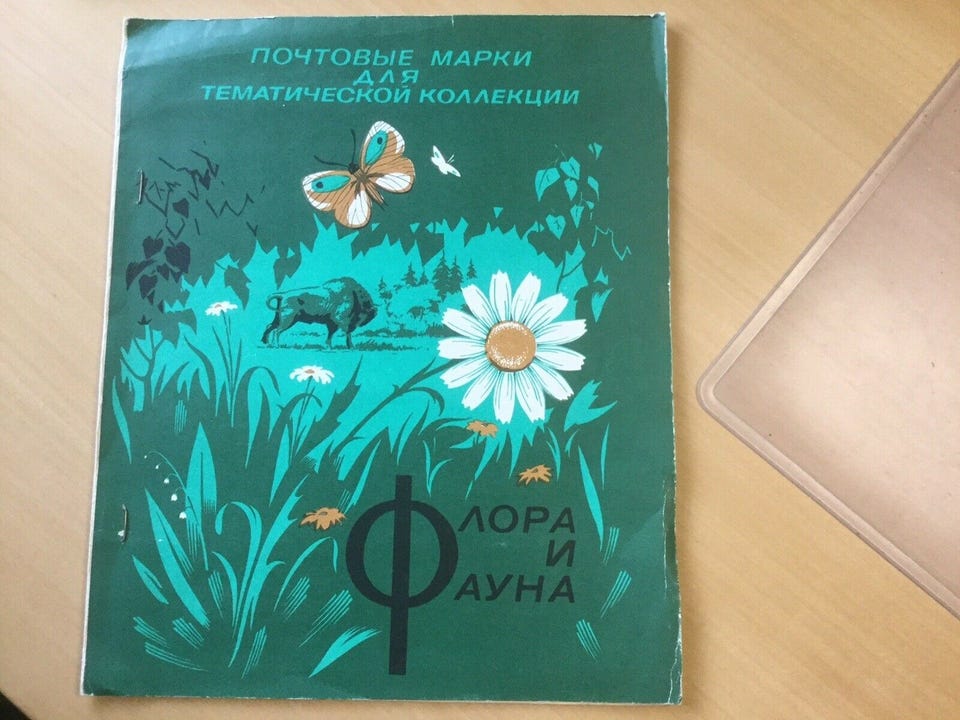 ПОЧТОВЫЕ МАРКИ
ДЛЯ
ТЕМАТИЧЕСКОЙ КОЛЛЕКЦИИ
ФЛОРА
И
ФАУНА